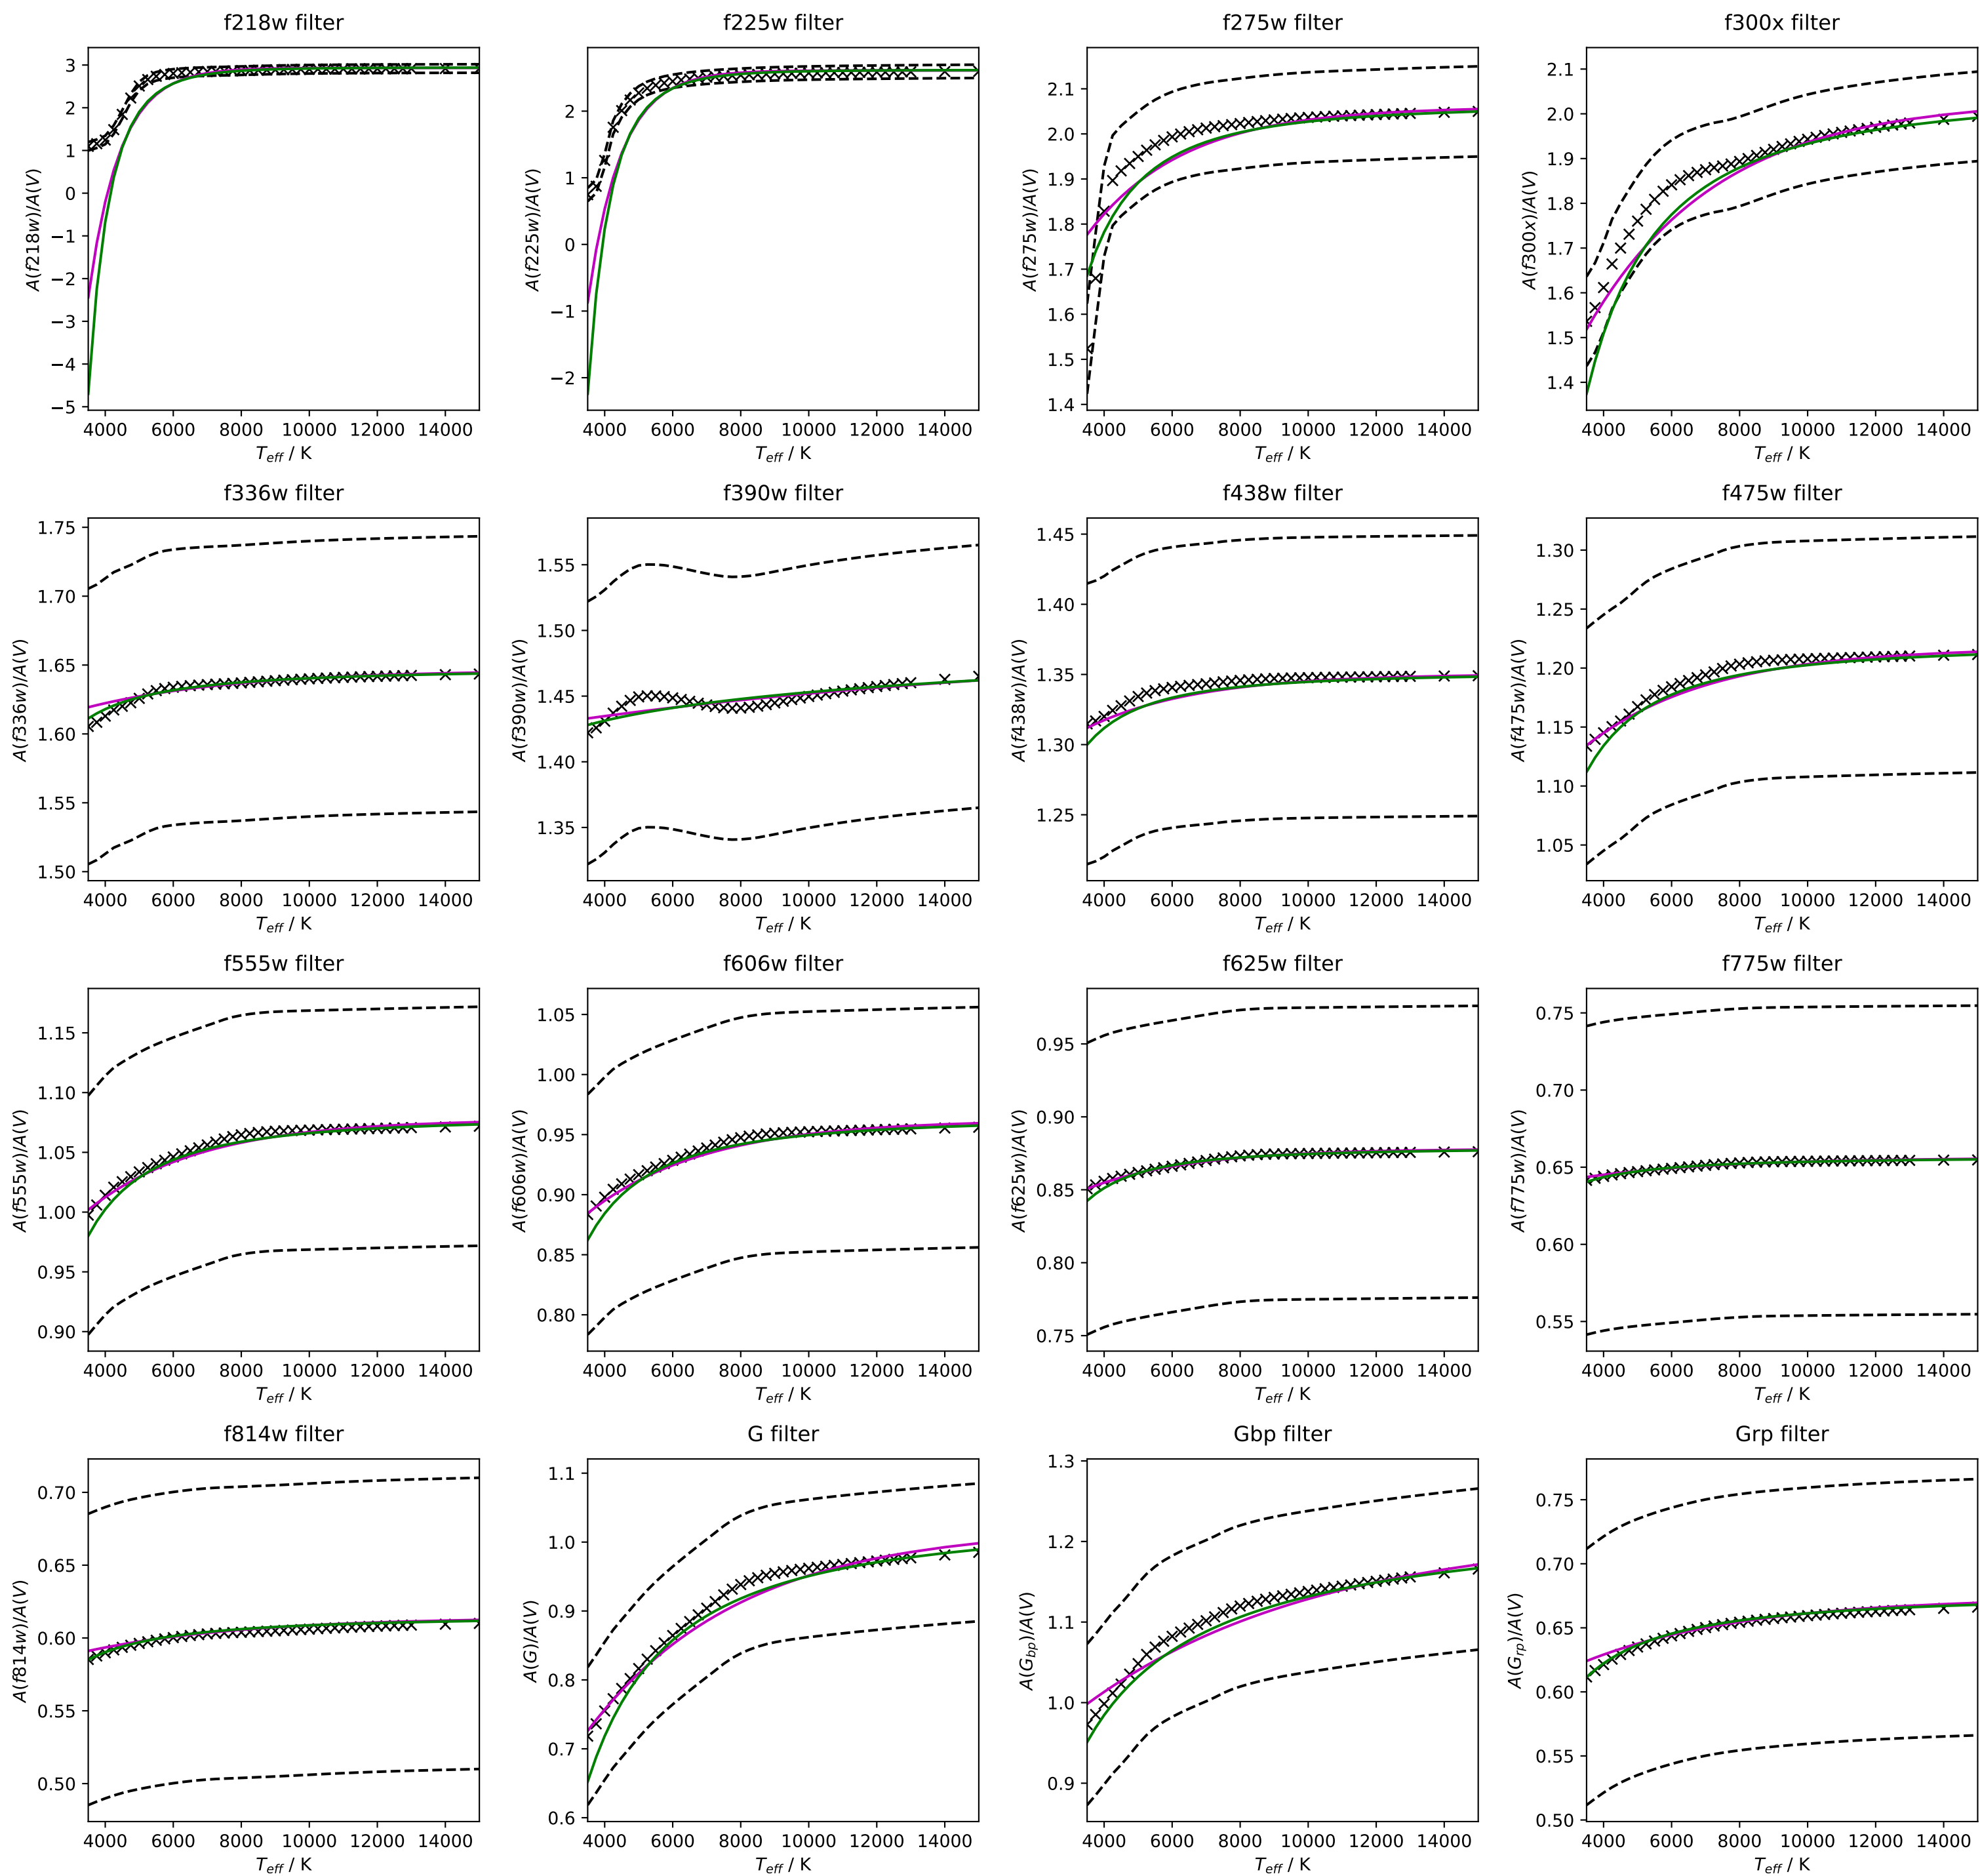 f218w filter
3
2
1
0
−1
−2
−3
−4
−5
A(f218w)/A(V)
4000 6000 8000 10000 12000 14000
T_eff / K
f225w filter
2
1
0
−1
−2
A(f225w)/A(V)
4000 6000 8000 10000 12000 14000
T_eff / K
f275w filter
2.1
2.0
1.9
1.8
1.7
1.6
1.5
1.4
A(f275w)/A(V)
4000 6000 8000 10000 12000 14000
T_eff / K
f300x filter
2.1
2.0
1.9
1.8
1.7
1.6
1.5
1.4
A(f300x)/A(V)
4000 6000 8000 10000 12000 14000
T_eff / K
f336w filter
1.75
1.70
1.65
1.60
1.55
1.50
A(f336w)/A(V)
4000 6000 8000 10000 12000 14000
T_eff / K
f390w filter
1.55
1.50
1.45
1.40
1.35
A(f390w)/A(V)
4000 6000 8000 10000 12000 14000
T_eff / K
f438w filter
1.45
1.40
1.35
1.30
1.25
A(f438w)/A(V)
4000 6000 8000 10000 12000 14000
T_eff / K
f475w filter
1.30
1.25
1.20
1.15
1.10
1.05
A(f475w)/A(V)
4000 6000 8000 10000 12000 14000
T_eff / K
f555w filter
1.15
1.10
1.05
1.00
0.95
0.90
A(f555w)/A(V)
4000 6000 8000 10000 12000 14000
T_eff / K
f606w filter
1.05
1.00
0.95
0.90
0.85
0.80
A(f606w)/A(V)
4000 6000 8000 10000 12000 14000
T_eff / K
f625w filter
0.95
0.90
0.85
0.80
0.75
A(f625w)/A(V)
4000 6000 8000 10000 12000 14000
T_eff / K
f775w filter
0.75
0.70
0.65
0.60
0.55
A(f775w)/A(V)
4000 6000 8000 10000 12000 14000
T_eff / K
f814w filter
0.70
0.65
0.60
0.55
0.50
A(f814w)/A(V)
4000 6000 8000 10000 12000 14000
T_eff / K
G filter
1.1
1.0
0.9
0.8
0.7
0.6
A(G)/A(V)
4000 6000 8000 10000 12000 14000
T_eff / K
Gbp filter
1.3
1.2
1.1
1.0
0.9
A(G_bp)/A(V)
4000 6000 8000 10000 12000 14000
T_eff / K
Grp filter
0.75
0.70
0.65
0.60
0.55
0.50
A(G_rp)/A(V)
4000 6000 8000 10000 12000 14000
T_eff / K